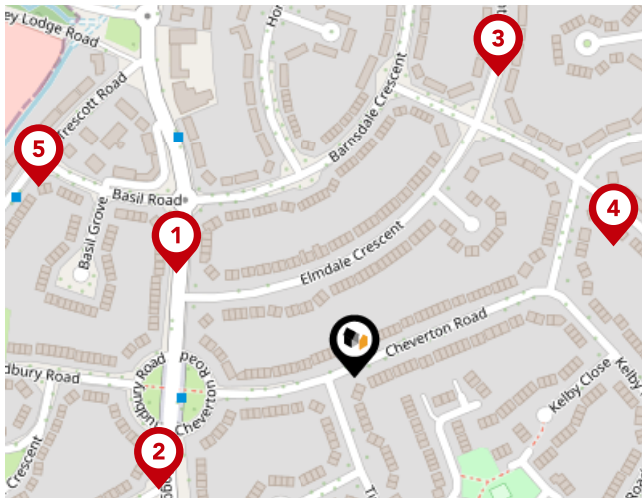 ey Lodge Road
Trescott Road
Barnsdale Crescent
3
5
Basil Road
4
Basil Grove
1
Elmdale Crescent
Cheverton Road
dbury Road
Cheverton Road
Kelby Close
Kelby
2
Crescent